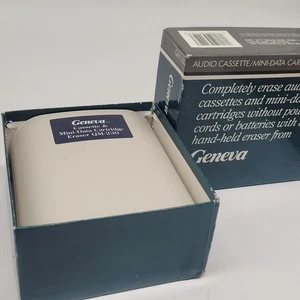 AUDIO CASSETTE/MINI-DATA CAR
Completely erase aud
cassettes and mini-da
cartridges without pow
cords or batteries with
hand-held eraser from
Geneva
Geneva
Cassette &
Mini-Data Cartridge
Eraser QM 230